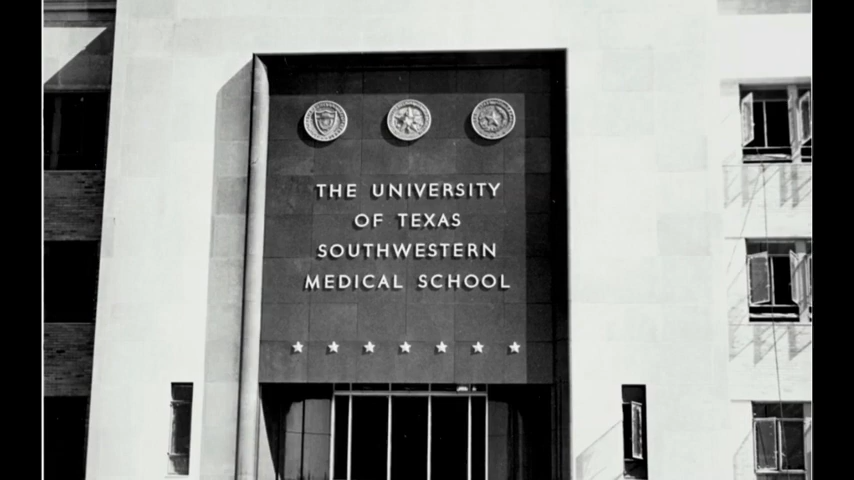 THE UNIVERSITY
OF TEXAS
SOUTHWESTERN
MEDICAL SCHOOL